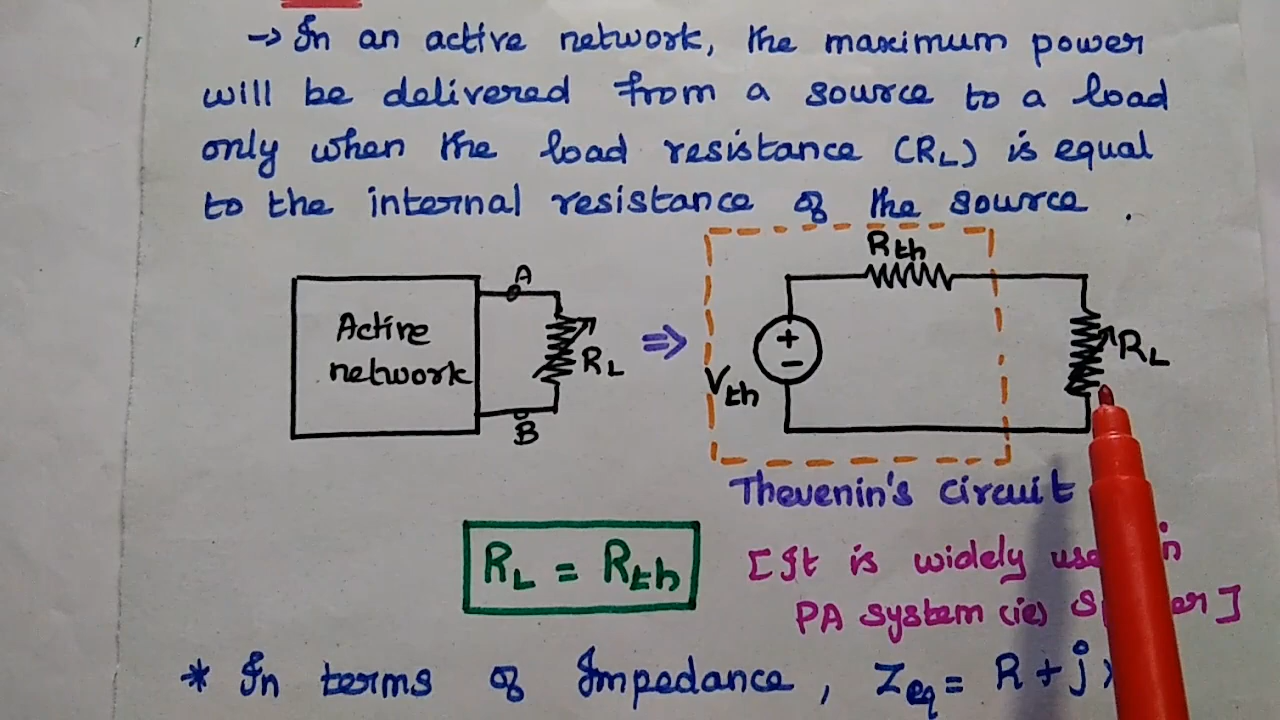 → In an active network, the maximum power
will be delivered from a source to a load
only when the load resistance (RL) is equal
to the internal resistance of the source.
Active
network
A
B
RL
⇒
Rth
+
−
Vth
RL
Thevenin's circuit
RL = Rth
[It is widely in
PA system (ie) ]
* In terms of Impedance, Zeq = R + j